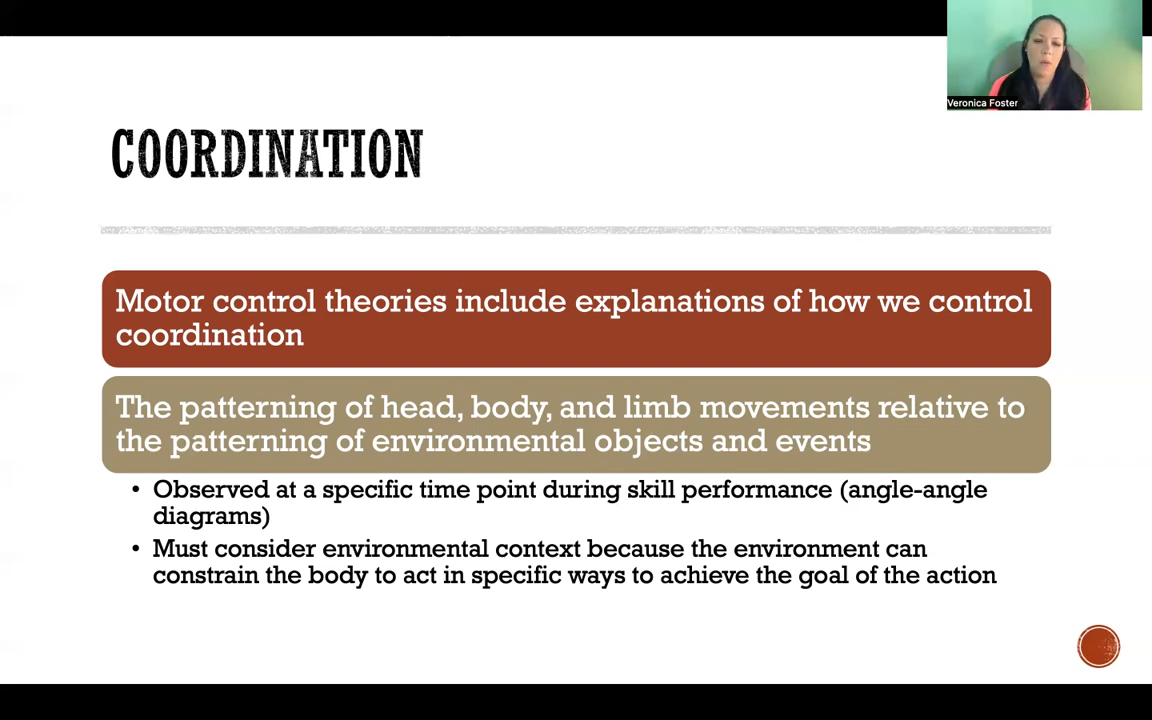 Veronica Foster
COORDINATION
Motor control theories include explanations of how we control
coordination
The patterning of head, body, and limb movements relative to
the patterning of environmental objects and events
• Observed at a specific time point during skill performance (angle-angle
diagrams)
• Must consider environmental context because the environment can
constrain the body to act in specific ways to achieve the goal of the action